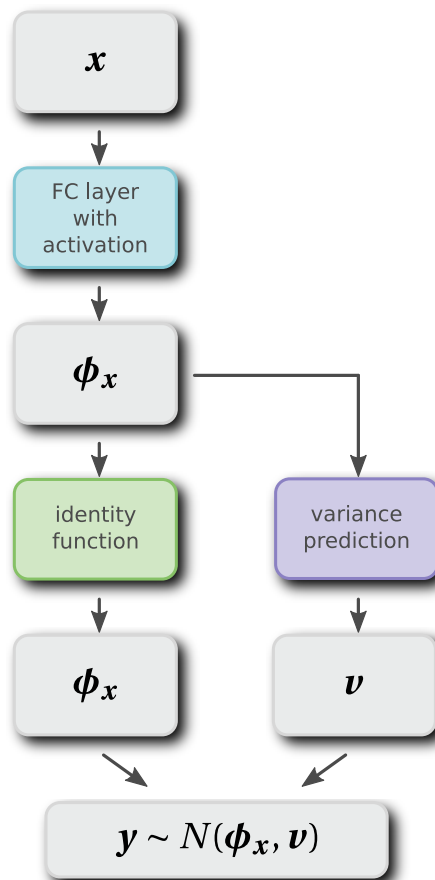 x
FC layer
with
activation
ϕₓ
identity
function
variance
prediction
ϕₓ
v
y ~ N(ϕₓ, v)